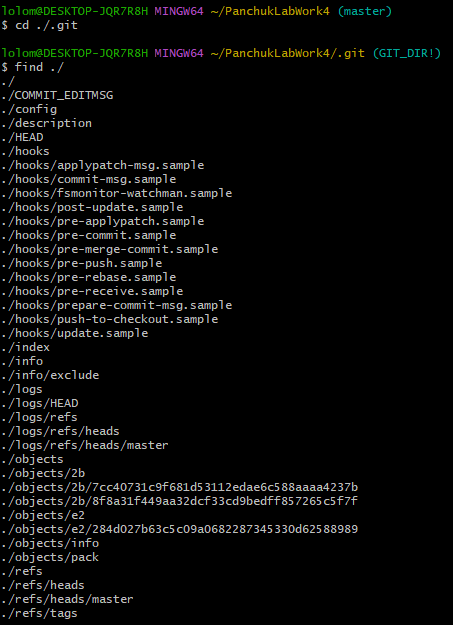 lolom@DESKTOP-JQR7R8H MINGW64 ~/PanchukLabWork4 (master)
$ cd ./.git
lolom@DESKTOP-JQR7R8H MINGW64 ~/PanchukLabWork4/.git (GIT_DIR!)
$ find ./
./
./COMMIT_EDITMSG
./config
./description
./HEAD
./hooks
./hooks/applypatch-msg.sample
./hooks/commit-msg.sample
./hooks/fsmonitor-watchman.sample
./hooks/post-update.sample
./hooks/pre-applypatch.sample
./hooks/pre-commit.sample
./hooks/pre-merge-commit.sample
./hooks/pre-push.sample
./hooks/pre-rebase.sample
./hooks/pre-receive.sample
./hooks/prepare-commit-msg.sample
./hooks/push-to-checkout.sample
./hooks/update.sample
./index
./info
./info/exclude
./logs
./logs/HEAD
./logs/refs
./logs/refs/heads
./logs/refs/heads/master
./objects
./objects/2b
./objects/2b/7cc40731c9f681d53112edae6c588aaaa4237b
./objects/2b/8f8a31f449aa32dcf33cd9bedff857265c5f7f
./objects/e2
./objects/e2/284d027b63c5c09a0682287345330d62588989
./objects/info
./objects/pack
./refs
./refs/heads
./refs/heads/master
./refs/tags